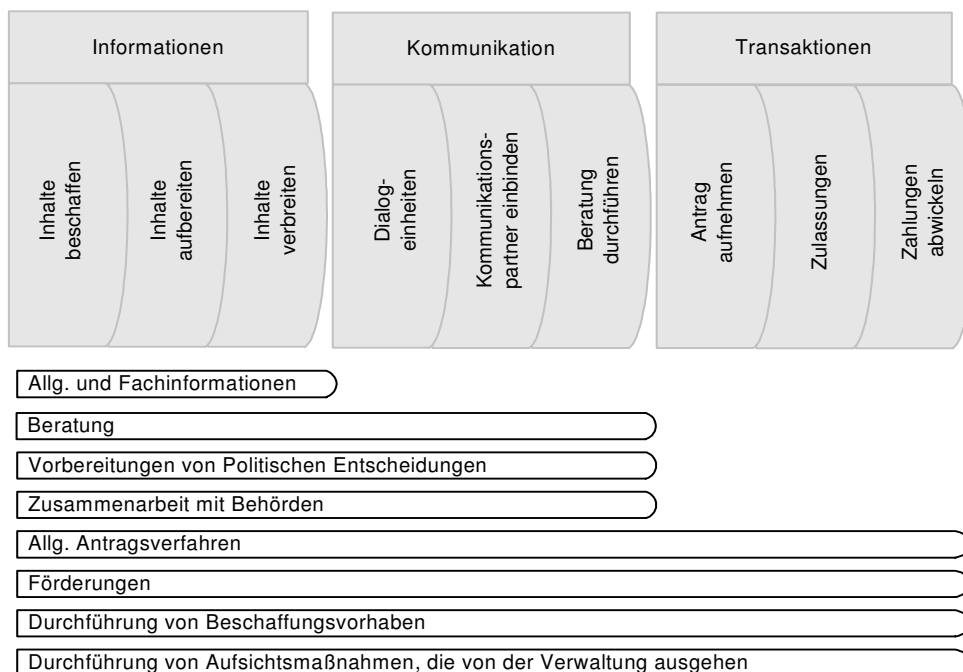 Informationen
Kommunikation
Transaktionen
Inhalte
beschaffen
Inhalte
aufbereiten
Inhalte
verbreiten
Dialog-
einheiten
Kommunikations-
partner einbinden
Beratung
durchführen
Antrag
aufnehmen
Zulassungen
Zahlungen
abwickeln
Allg. und Fachinformationen
Beratung
Vorbereitungen von Politischen Entscheidungen
Zusammenarbeit mit Behörden
Allg. Antragsverfahren
Förderungen
Durchführung von Beschaffungsvorhaben
Durchführung von Aufsichtsmaßnahmen, die von der Verwaltung ausgehen